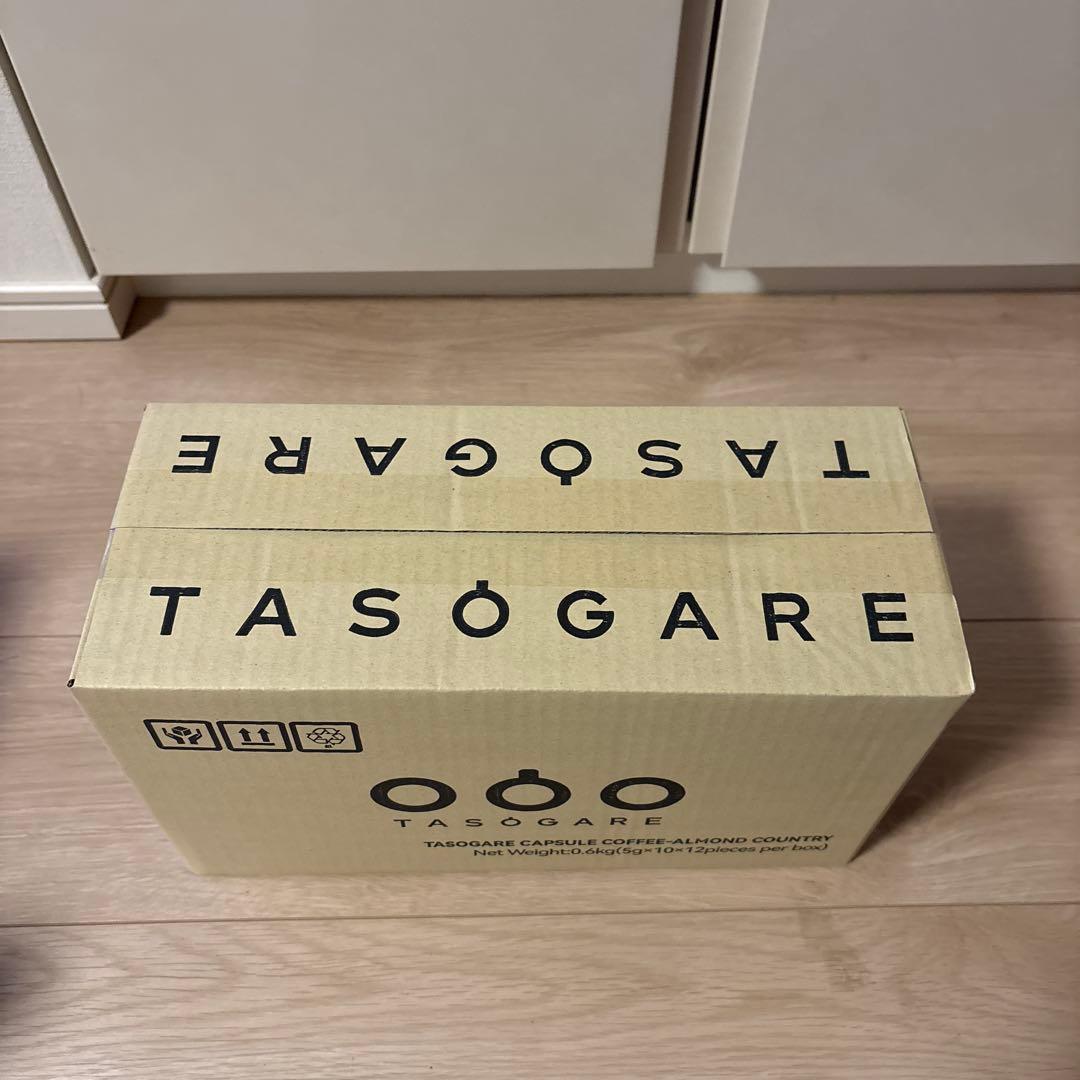 TASOGARE
TASOGARE
TASOGARE
TASOGARE CAPSULE COFFEE-ALMOND COUNTRY
Net Weight:0.6kg(5g×10×12pieces per box)